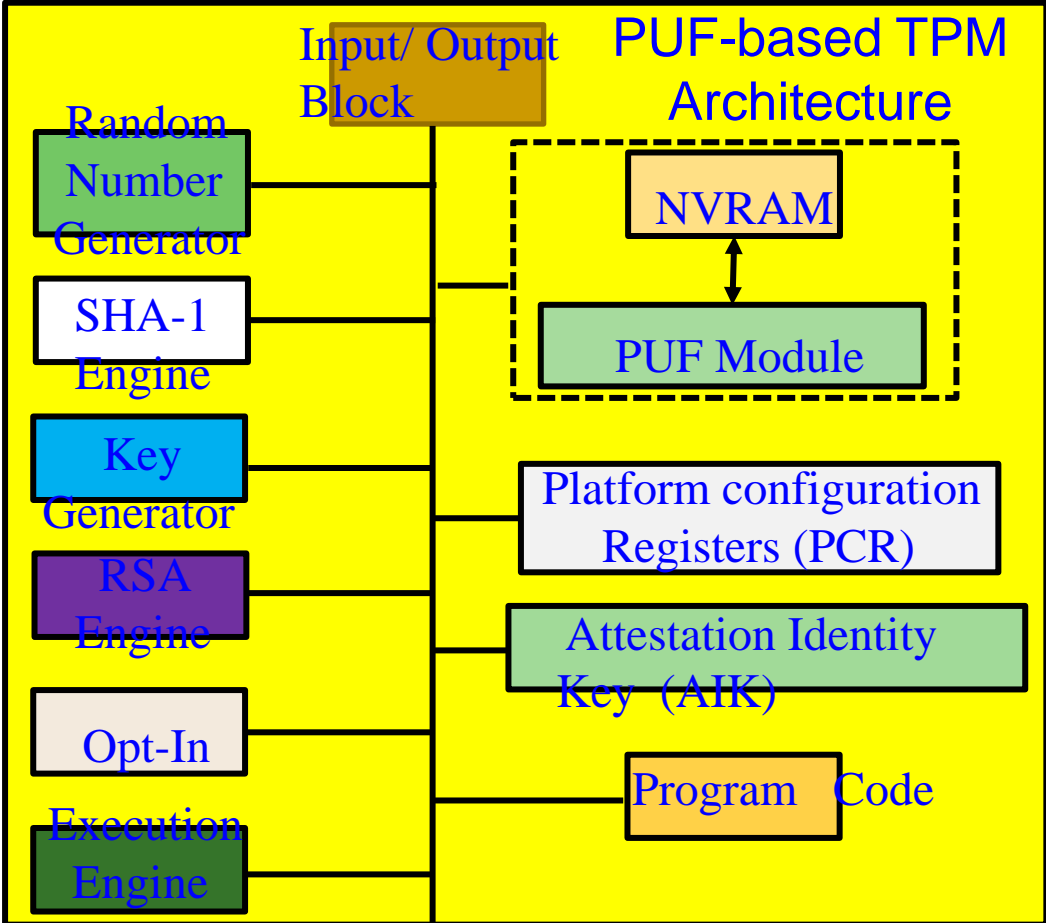 PUF-based TPM
Architecture
Input/ Output
Block
Random
Number
Generator
SHA-1
Engine
Key
Generator
RSA
Engine
Opt-In
Execution
Engine
NVRAM
PUF Module
Platform configuration
Registers (PCR)
Attestation Identity
Key (AIK)
Program Code